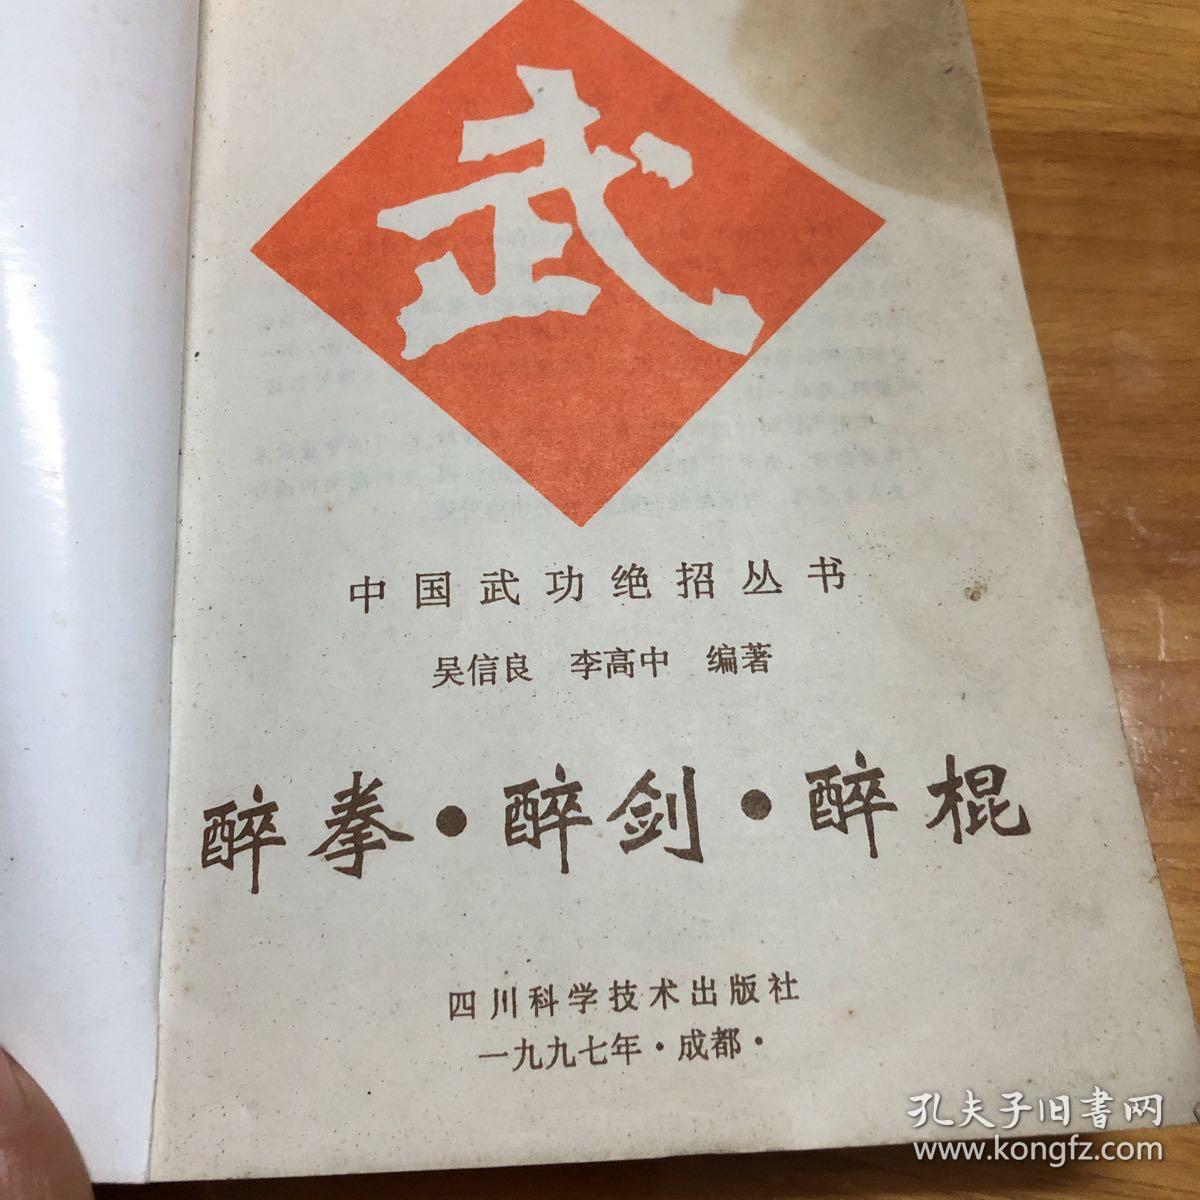 武
中国武功绝招丛书
吴信良 李高中 编著
醉拳·醉剑·醉棍
四川科学技术出版社
一九九七年·成都·
孔夫子旧書网
www.kongfz.com